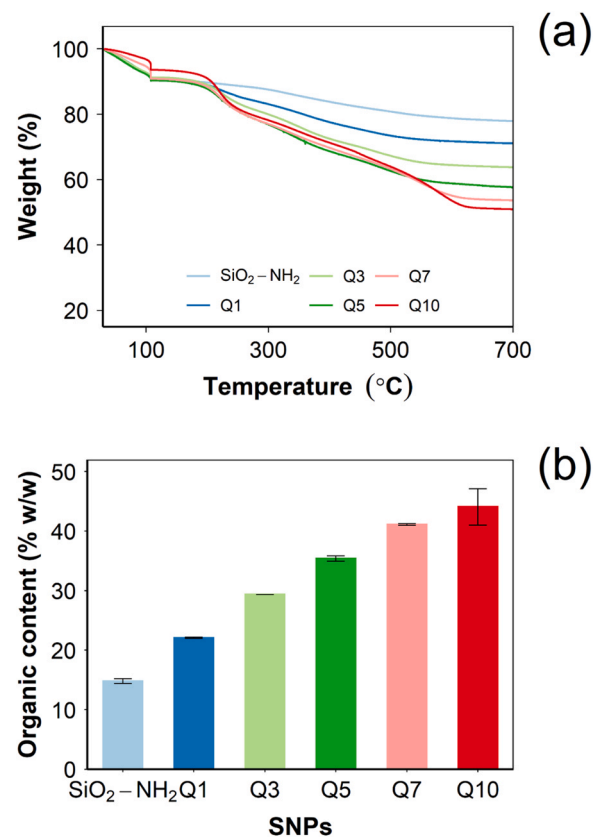 (a)
100
80
60
40
20
Weight (%)
SiO₂–NH₂ Q3 Q7
Q1 Q5 Q10
100 300 500 700
Temperature (°C)
(b)
50
40
30
20
10
0
Organic content (% w/w)
SiO₂–NH₂ Q1 Q3 Q5 Q7 Q10
SNPs